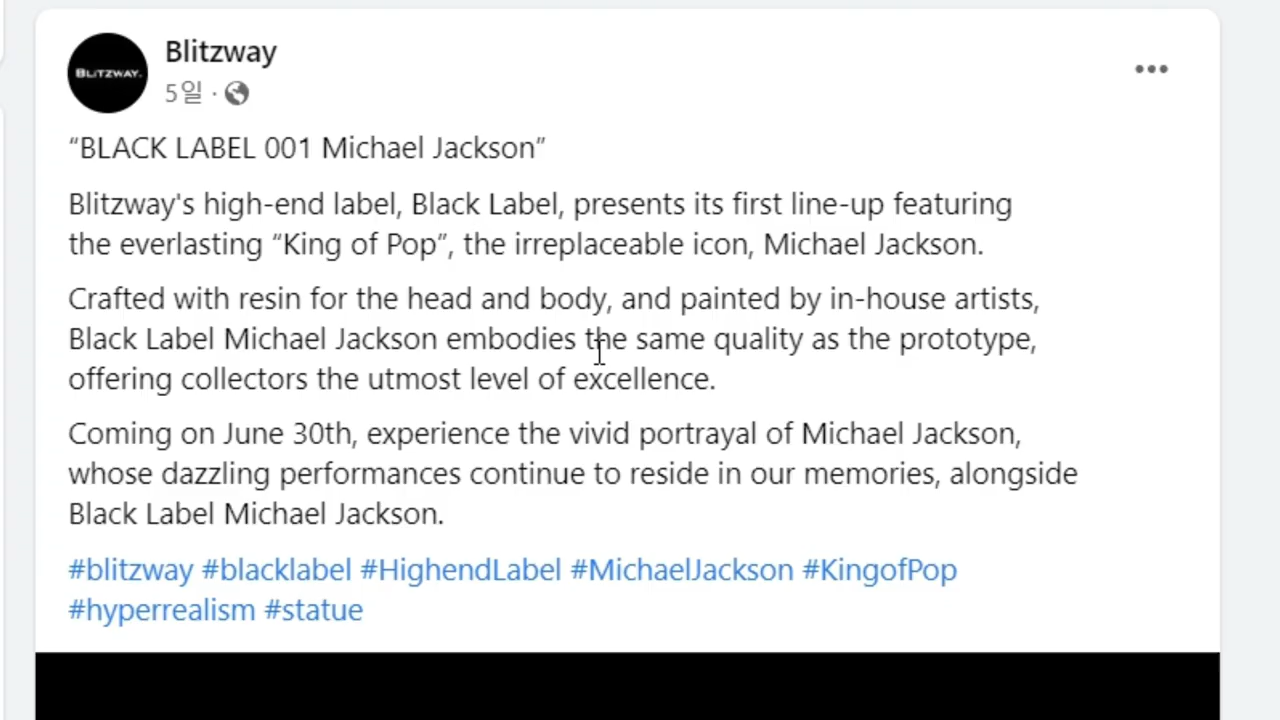 BLITZWAY.
Blitzway
5일 ·
“BLACK LABEL 001 Michael Jackson”
Blitzway's high-end label, Black Label, presents its first line-up featuring
the everlasting “King of Pop”, the irreplaceable icon, Michael Jackson.
Crafted with resin for the head and body, and painted by in-house artists,
Black Label Michael Jackson embodies the same quality as the prototype,
offering collectors the utmost level of excellence.
Coming on June 30th, experience the vivid portrayal of Michael Jackson,
whose dazzling performances continue to reside in our memories, alongside
Black Label Michael Jackson.
#blitzway #blacklabel #HighendLabel #MichaelJackson #KingofPop
#hyperrealism #statue